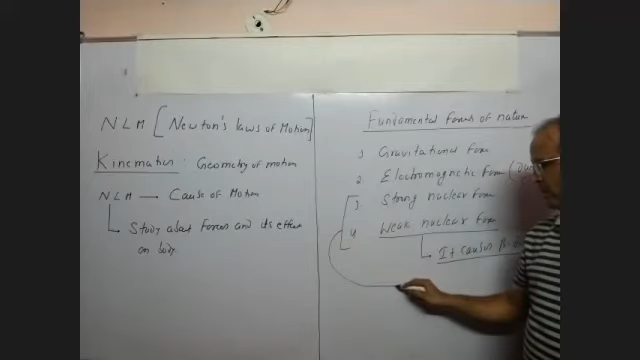 NLM [Newton's laws of Motion]
Kinematics : Geometry of motion
NLM — Cause of Motion
Study about Forces and its effect
on body
Fundamental forces of nature
1 Gravitational Force
2 Electromagnetic Force (
3 Strong nuclear Force
4 Weak nuclear Force
It causes β-